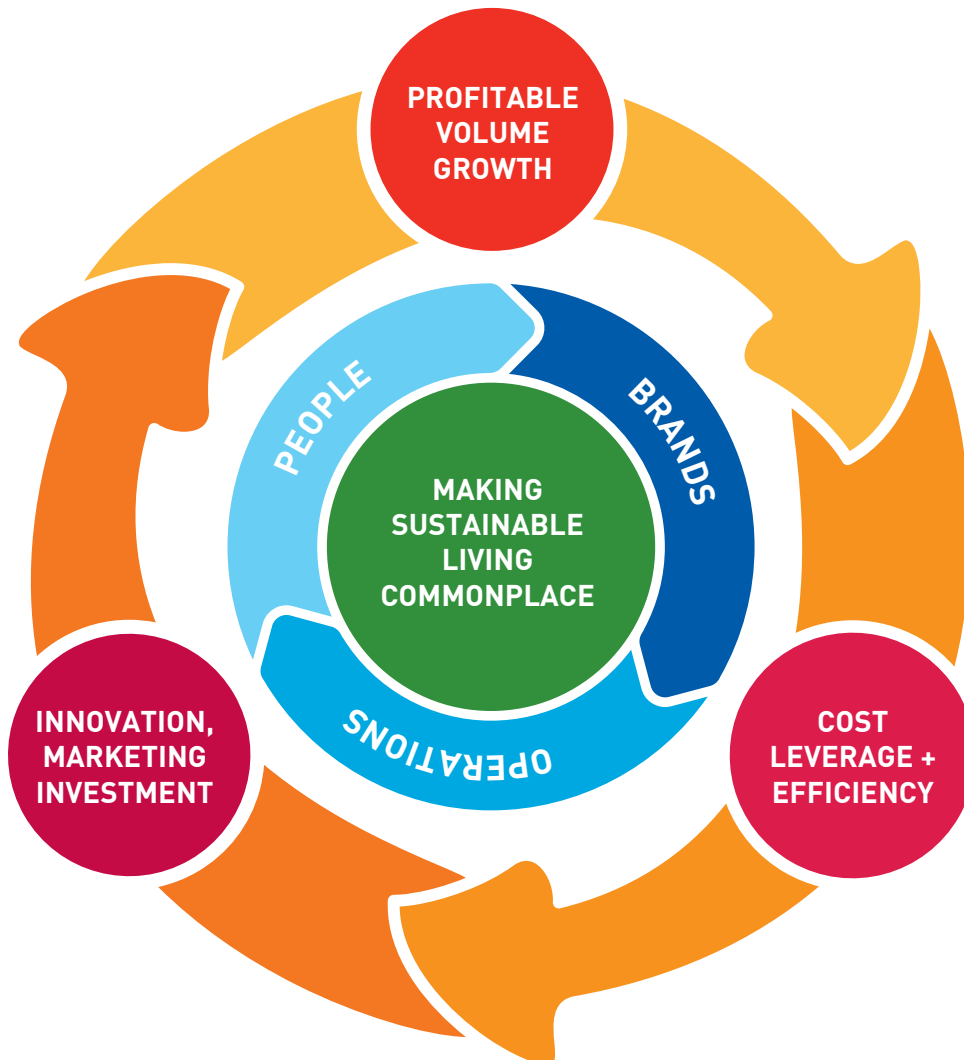 PROFITABLE
VOLUME
GROWTH
PEOPLE
BRANDS
MAKING
SUSTAINABLE
LIVING
COMMONPLACE
OPERATIONS
INNOVATION,
MARKETING
INVESTMENT
COST
LEVERAGE +
EFFICIENCY